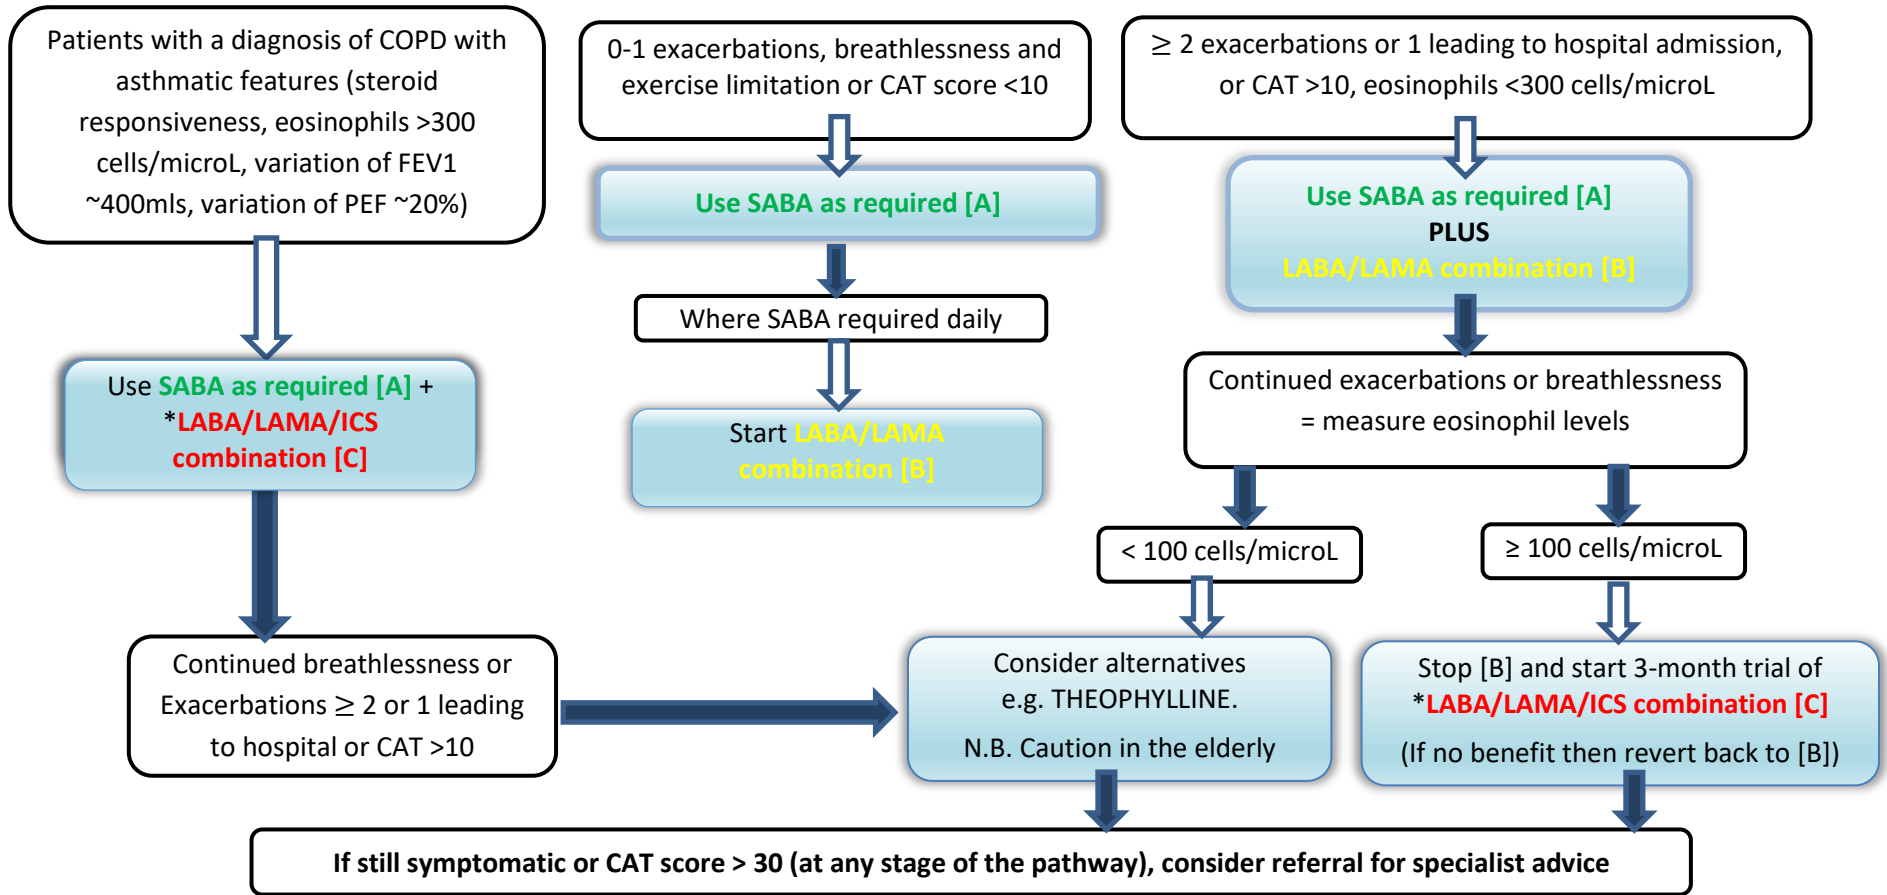 Patients with a diagnosis of COPD with
asthmatic features (steroid
responsiveness, eosinophils >300
cells/microL, variation of FEV1
~400mls, variation of PEF ~20%)
0-1 exacerbations, breathlessness and
exercise limitation or CAT score <10
≥ 2 exacerbations or 1 leading to hospital admission,
or CAT >10, eosinophils <300 cells/microL
Use SABA as required [A]
Use SABA as required [A]
PLUS
LABA/LAMA combination [B]
Where SABA required daily
Use SABA as required [A] +
*LABA/LAMA/ICS
combination [C]
Start LABA/LAMA
combination [B]
Continued exacerbations or breathlessness
= measure eosinophil levels
< 100 cells/microL
≥ 100 cells/microL
Continued breathlessness or
Exacerbations ≥ 2 or 1 leading
to hospital or CAT >10
Consider alternatives
e.g. THEOPHYLLINE.
N.B. Caution in the elderly
Stop [B] and start 3-month trial of
*LABA/LAMA/ICS combination [C]
(If no benefit then revert back to [B])
If still symptomatic or CAT score > 30 (at any stage of the pathway), consider referral for specialist advice